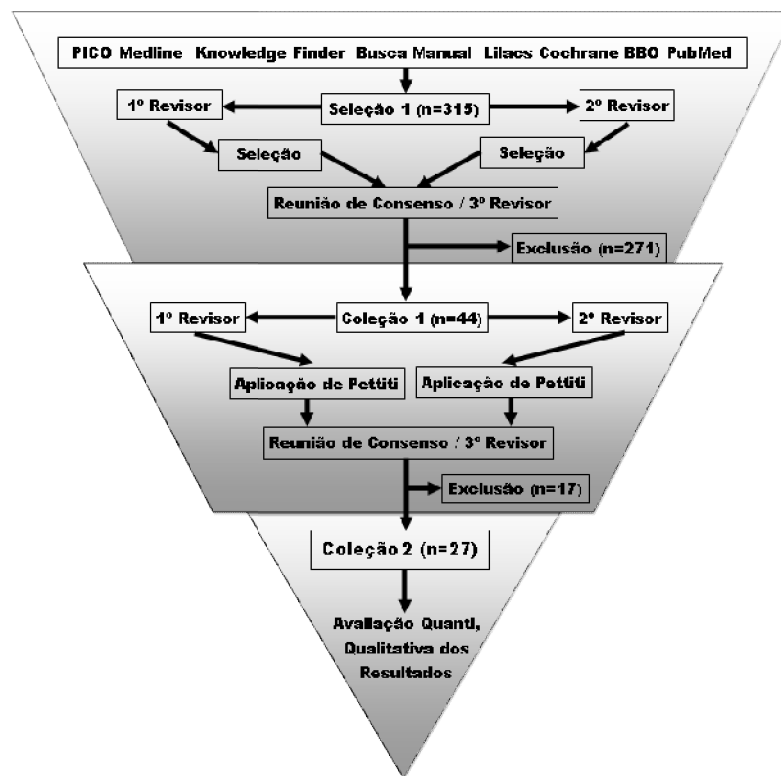 PICO Medline Knowledge Finder Busca Manual Lilacs Cochrane BBO PubMed
1º Revisor
Seleção 1 (n=315)
2º Revisor
Seleção
Seleção
Reunião de Consenso / 3º Revisor
Exclusão (n=271)
1º Revisor
Coleção 1 (n=44)
2º Revisor
Aplicação de Pettiti
Aplicação de Pettiti
Reunião de Consenso / 3º Revisor
Exclusão (n=17)
Coleção 2 (n=27)
Avaliação Quanti,
Qualitativa dos
Resultados